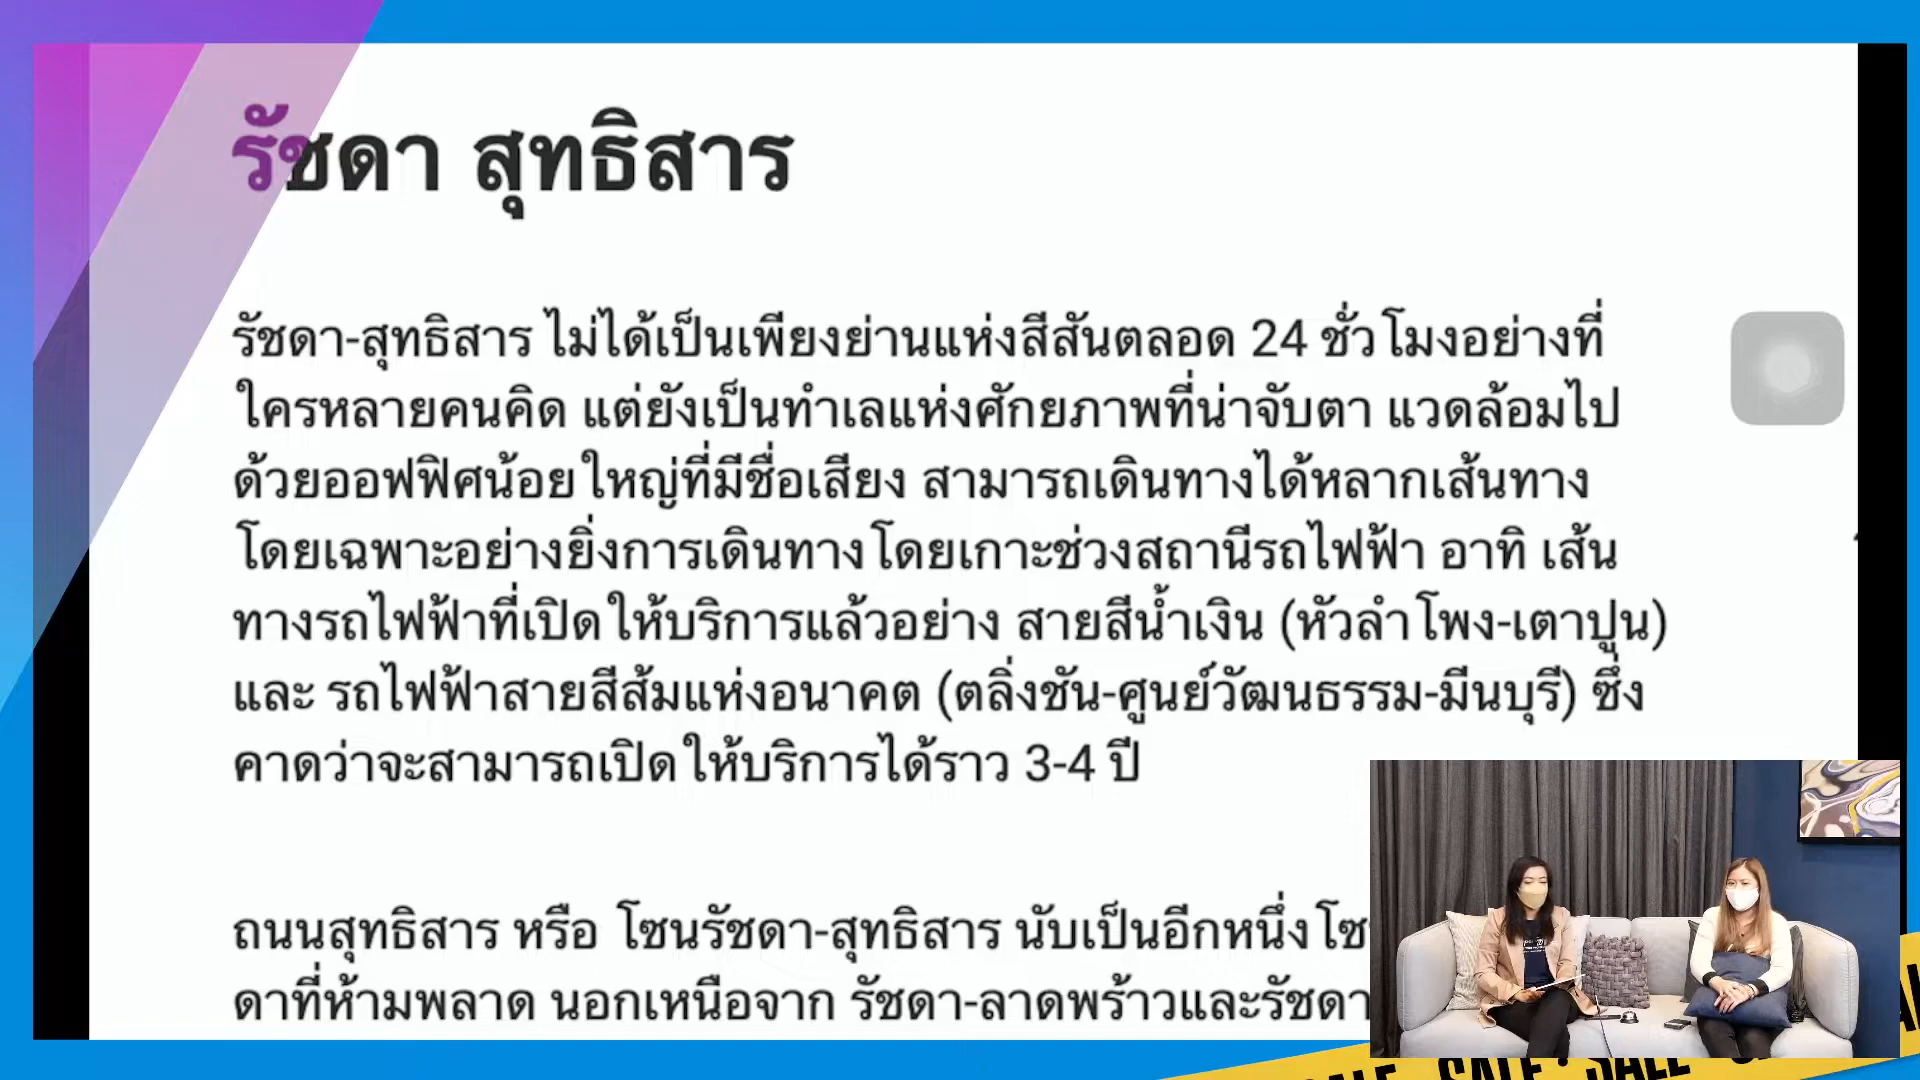 รัชดา สุทธิสาร
รัชดา-สุทธิสาร ไม่ได้เป็นเพียงย่านแห่งสีสันตลอด 24 ชั่วโมงอย่างที่
ใครหลายคนคิด แต่ยังเป็นทำเลแห่งศักยภาพที่น่าจับตา แวดล้อมไป
ด้วยออฟฟิศน้อยใหญ่ที่มีชื่อเสียง สามารถเดินทางได้หลากเส้นทาง
โดยเฉพาะอย่างยิ่งการเดินทางโดยเกาะช่วงสถานีรถไฟฟ้า อาทิ เส้น
ทางรถไฟฟ้าที่เปิดให้บริการแล้วอย่าง สายสีน้ำเงิน (หัวลำโพง-เตาปูน)
และ รถไฟฟ้าสายสีส้มแห่งอนาคต (ตลิ่งชัน-ศูนย์วัฒนธรรม-มีนบุรี) ซึ่ง
คาดว่าจะสามารถเปิดให้บริการได้ราว 3-4 ปี
ถนนสุทธิสาร หรือ โซนรัชดา-สุทธิสาร นับเป็นอีกหนึ่งโซ
ดาที่ห้ามพลาด นอกเหนือจาก รัชดา-ลาดพร้าวและรัชดา
SALE SALE